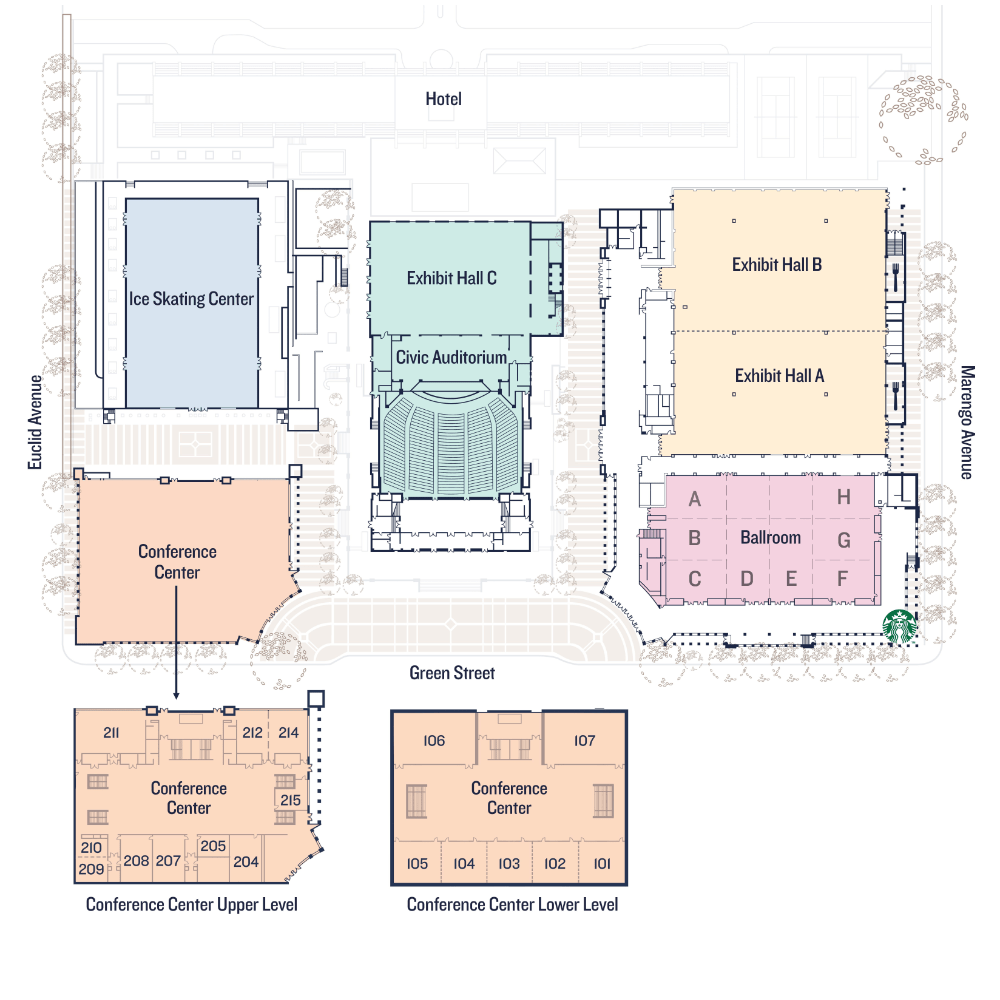 Hotel
Exhibit Hall B
Exhibit Hall C
Ice Skating Center
Civic Auditorium
Exhibit Hall A
Euclid Avenue
Marengo Avenue
A
H
B
Ballroom
G
C
D
E
F
Conference
Center
Green Street
211
212
214
106
107
Conference
Center
215
Conference
Center
210
209
208
207
205
204
105
104
103
102
101
Conference Center Upper Level
Conference Center Lower Level